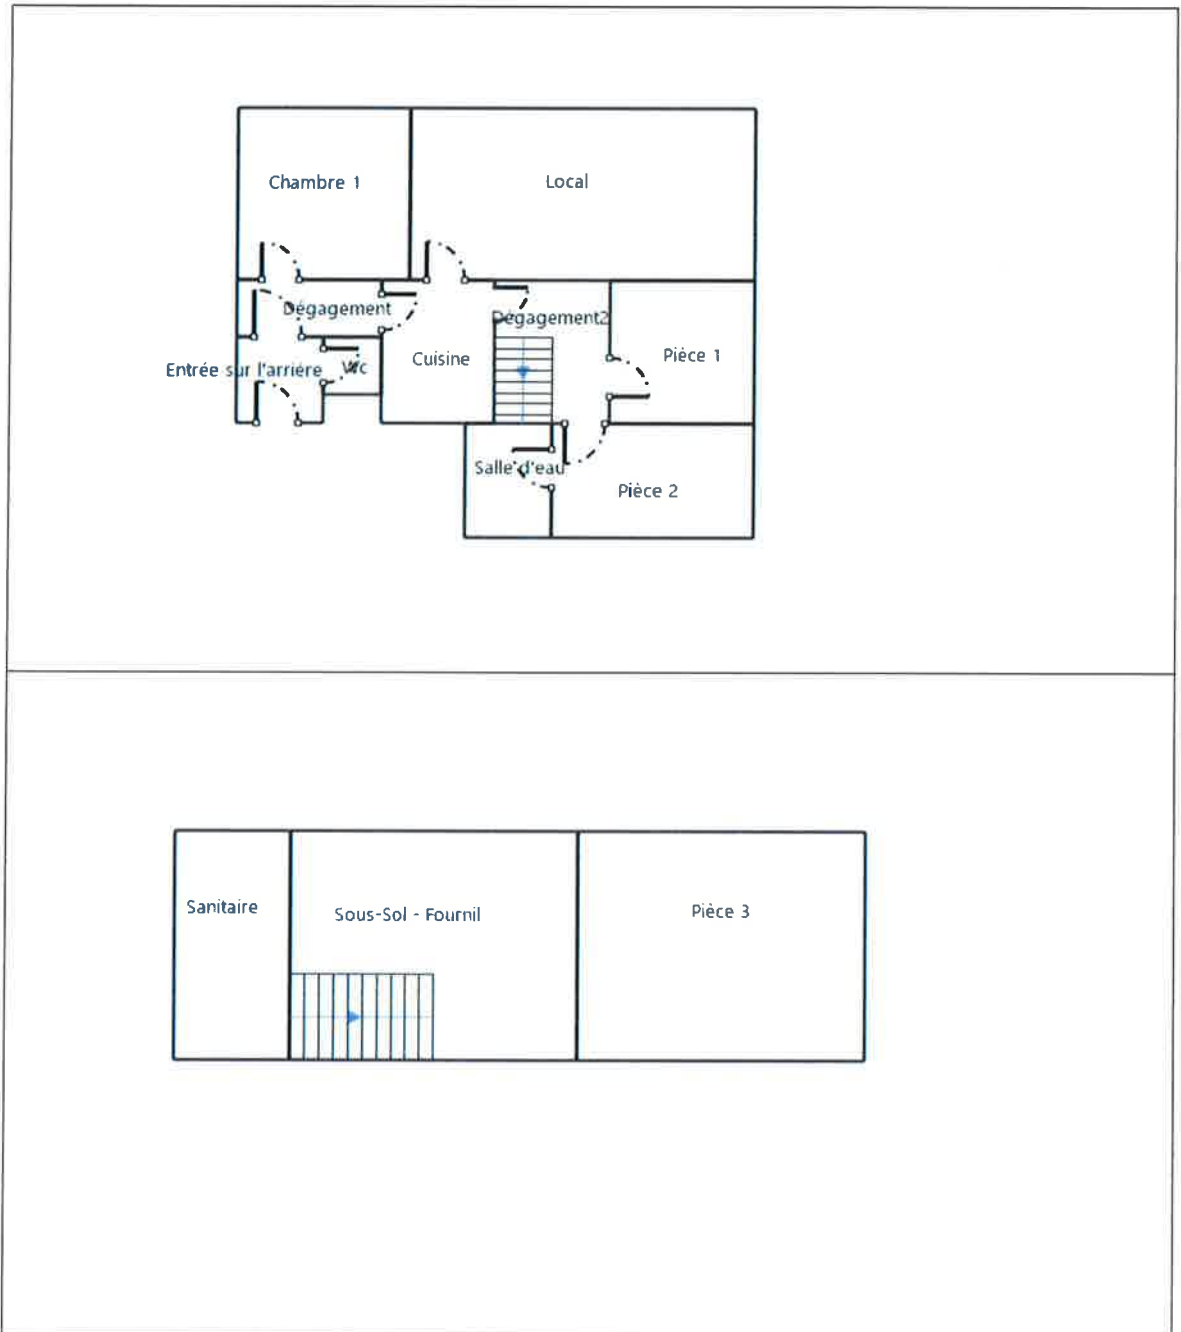 Chambre 1
Local
Dégagement
Dégagement2
Entrée sur l'arrière
Wc
Cuisine
Pièce 1
Salle d'eau
Pièce 2
Sanitaire
Sous-Sol - Fournil
Pièce 3